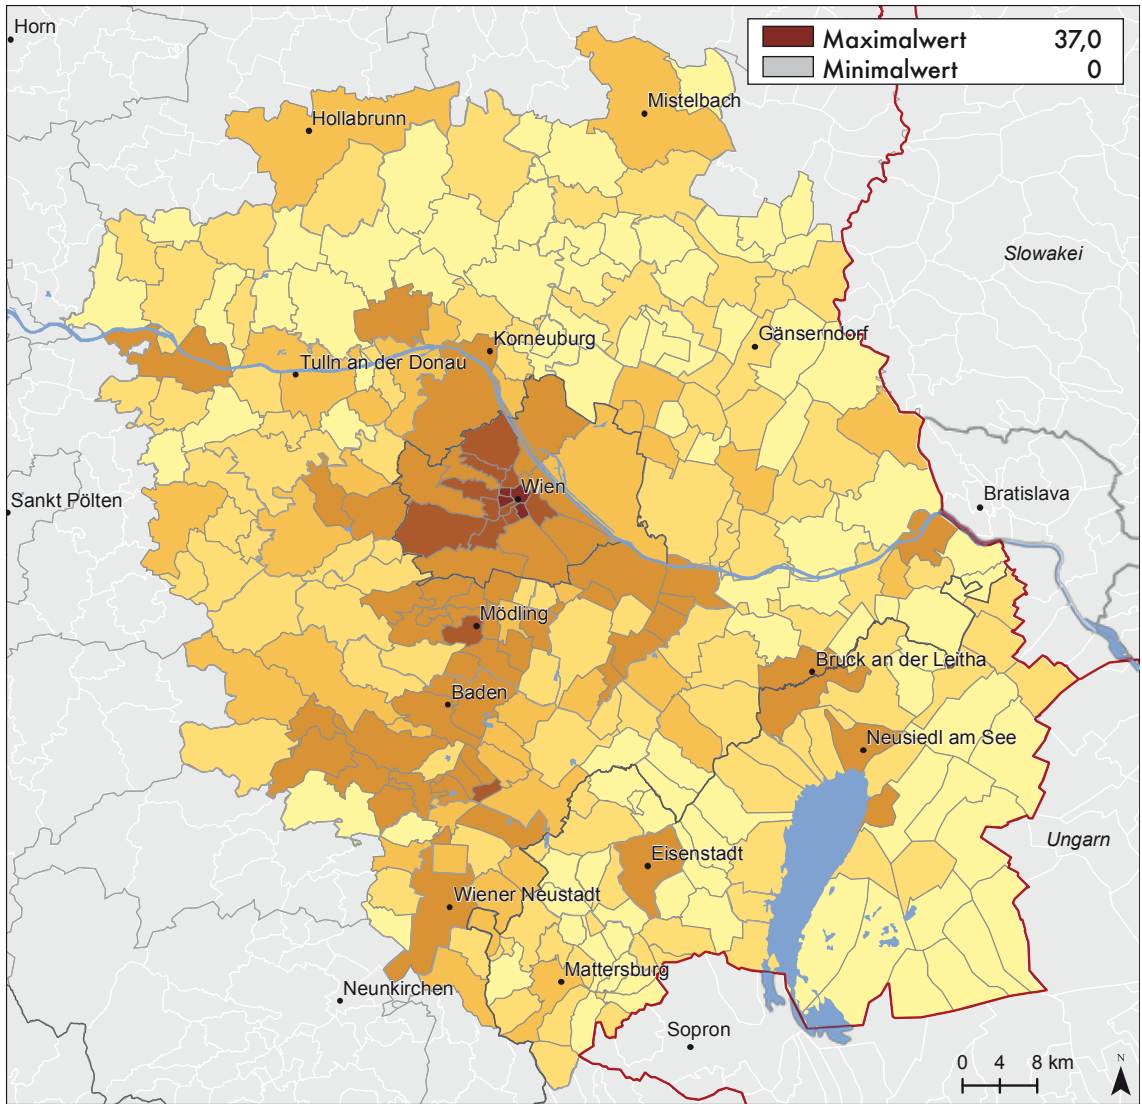 Horn
Maximalwert 37,0
Minimalwert 0
Mistelbach
Hollabrunn
Slowakei
Gänserndorf
Korneuburg
Tulln an der Donau
Wien
Bratislava
Sankt Pölten
Mödling
Bruck an der Leitha
Baden
Neusiedl am See
Ungarn
Eisenstadt
Wiener Neustadt
Mattersburg
Neunkirchen
Sopron
0 4 8 km
N